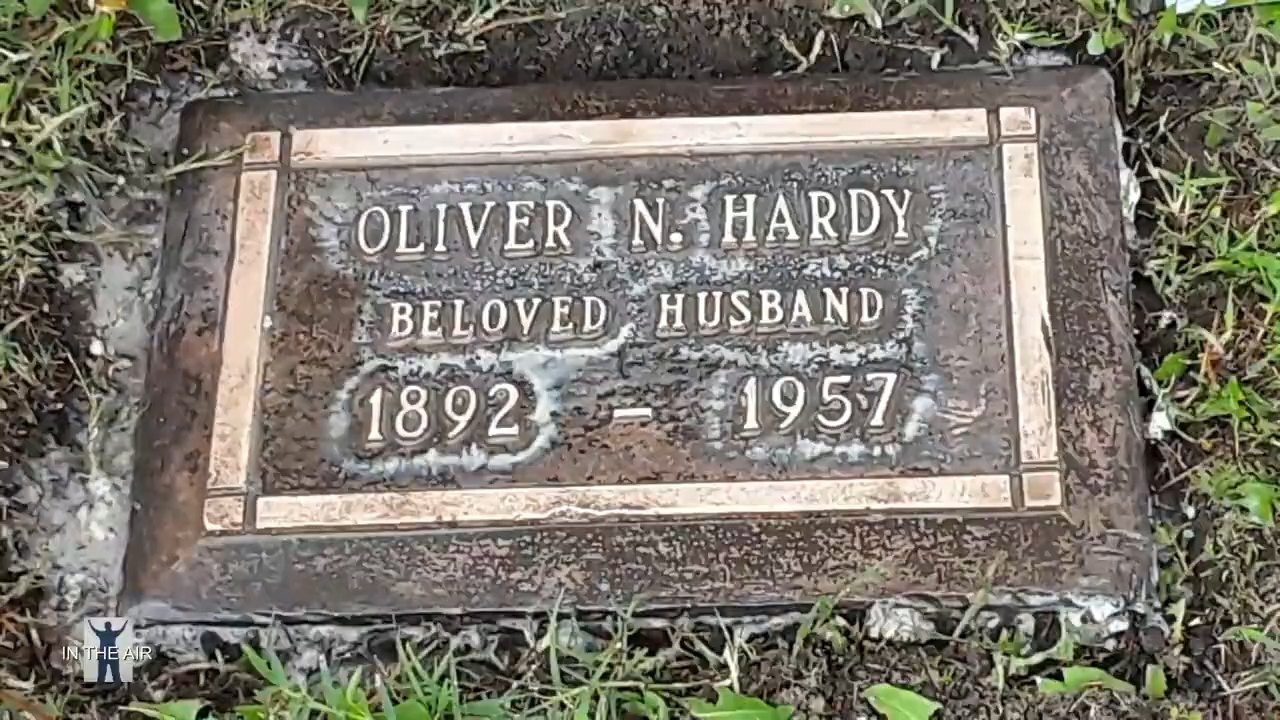 OLIVER N. HARDY
BELOVED HUSBAND
1892 – 1957
IN THE AIR